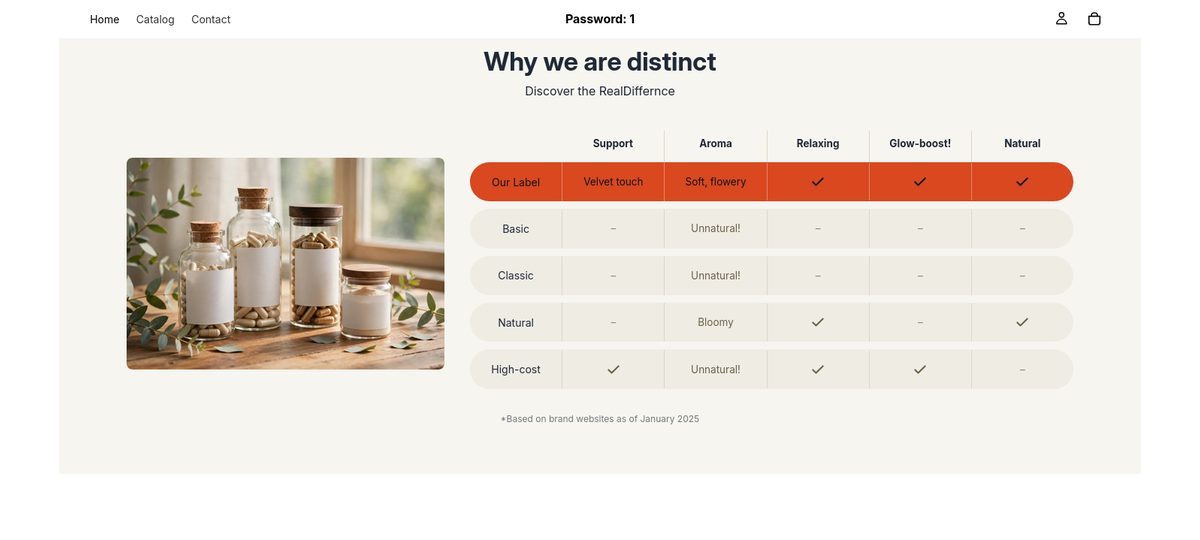 Home Catalog Contact Password: 1
Why we are distinct
Discover the RealDiffernce
Support Aroma Relaxing Glow-boost! Natural
Our Label Velvet touch Soft, flowery ✓ ✓ ✓
Basic – Unnatural! – – –
Classic – Unnatural! – – –
Natural – Bloomy ✓ – ✓
High-cost ✓ Unnatural! ✓ ✓ –
*Based on brand websites as of January 2025